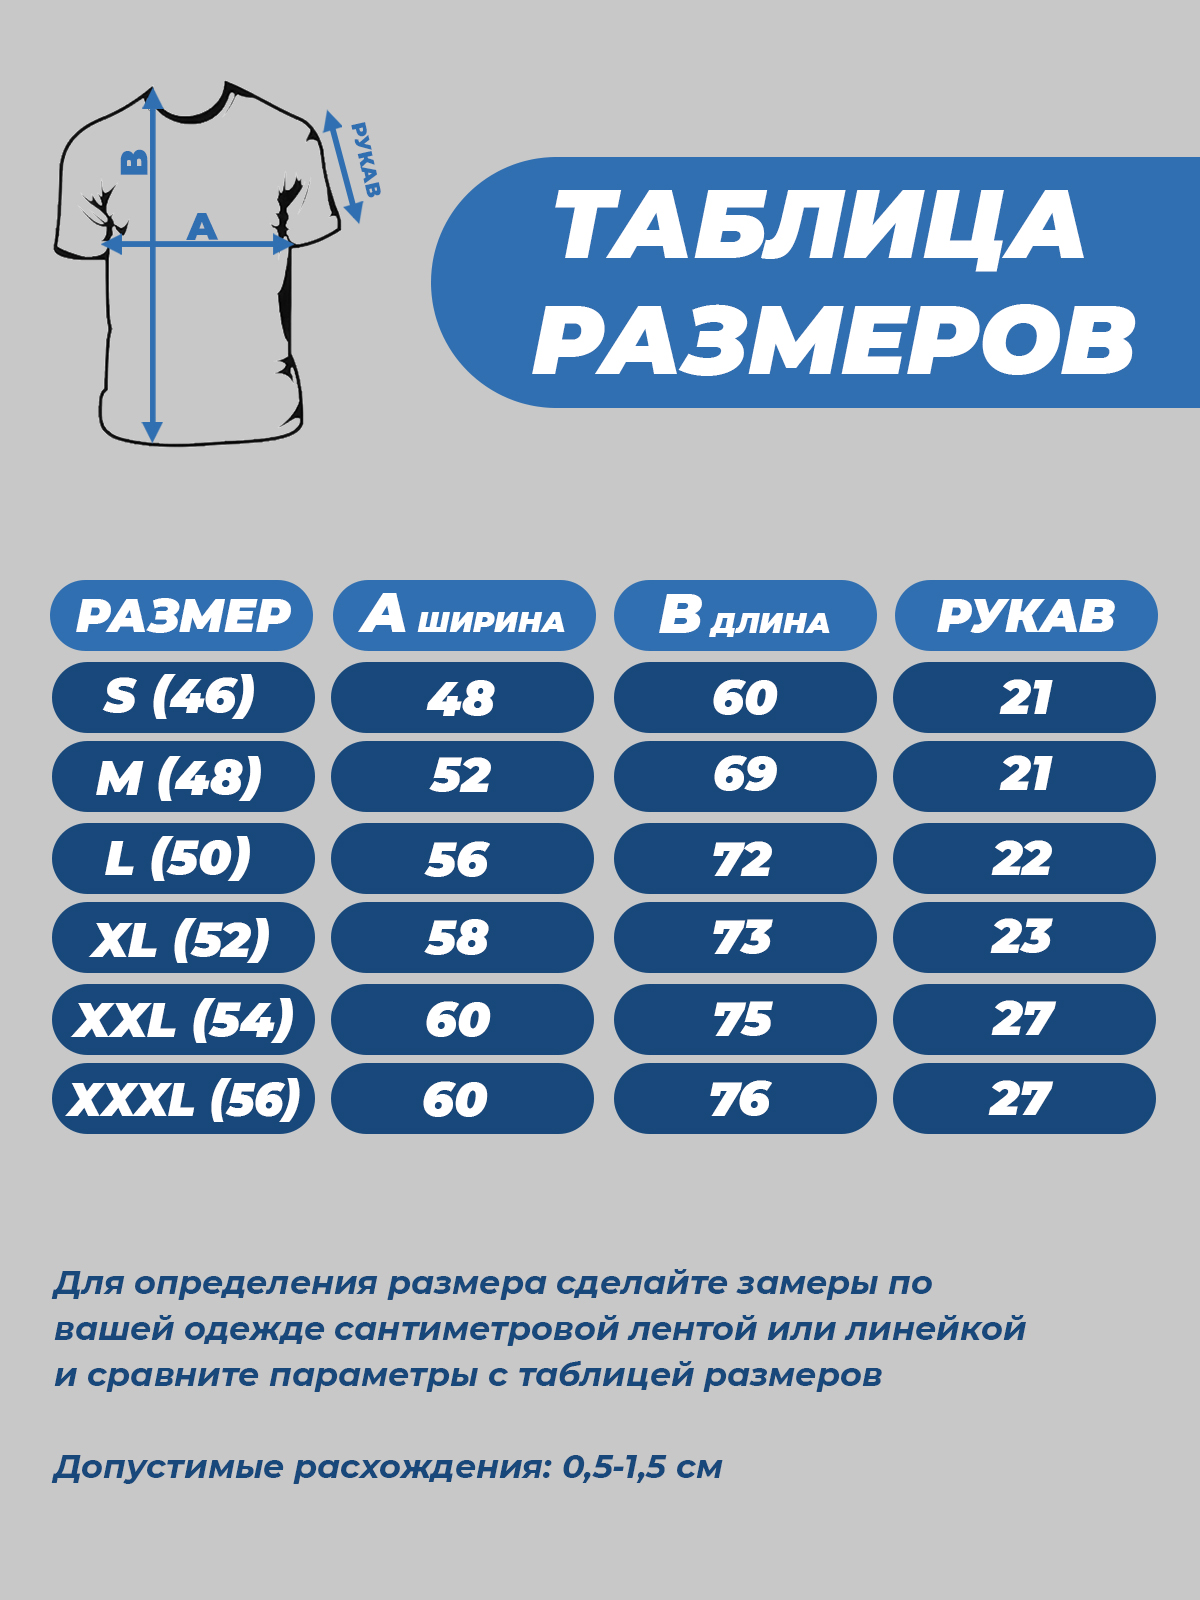 B
A
РУКАВ
ТАБЛИЦА
РАЗМЕРОВ
РАЗМЕР A ШИРИНА B ДЛИНА РУКАВ
S (46) 48 60 21
M (48) 52 69 21
L (50) 56 72 22
XL (52) 58 73 23
XXL (54) 60 75 27
XXXL (56) 60 76 27
Для определения размера сделайте замеры по
вашей одежде сантиметровой лентой или линейкой
и сравните параметры с таблицей размеров
Допустимые расхождения: 0,5-1,5 см